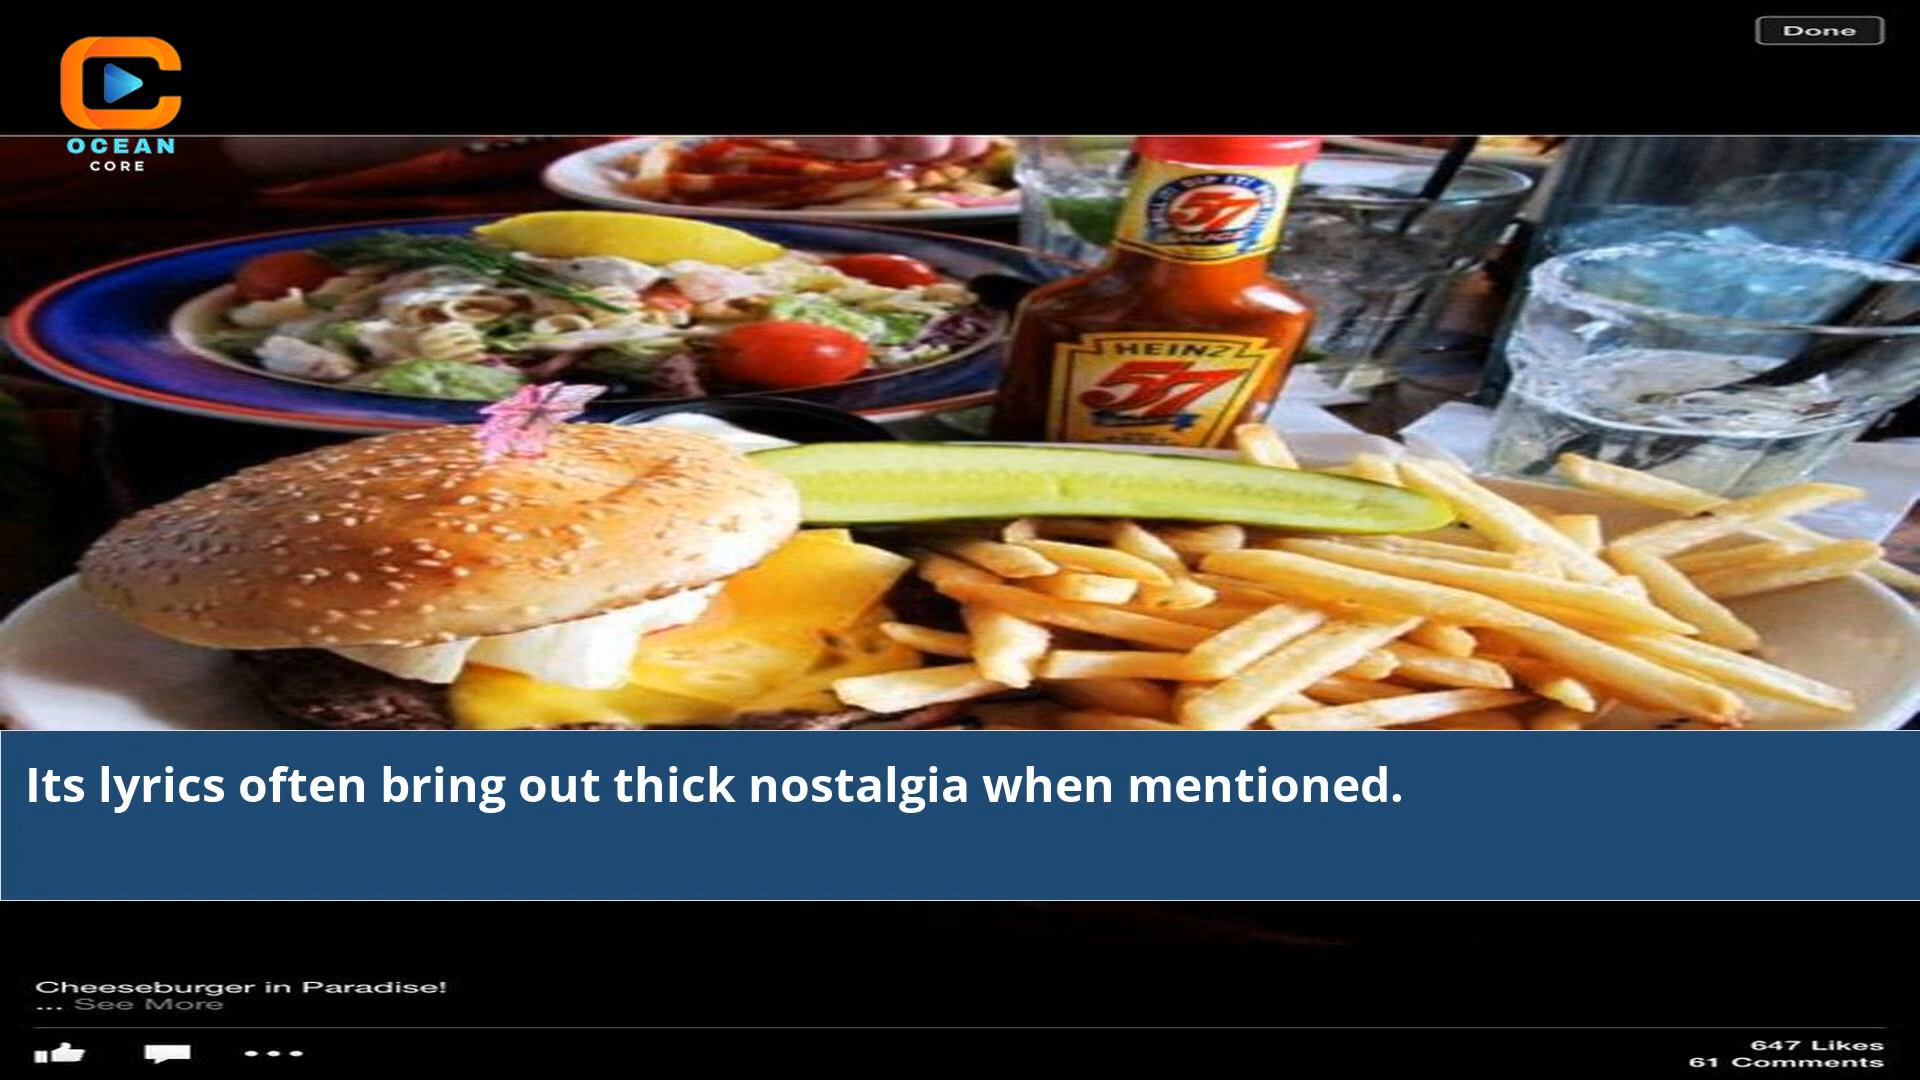 Done
OCEAN
CORE
57
HEINZ
57
Its lyrics often bring out thick nostalgia when mentioned.
Cheeseburger in Paradise!
... See More
647 Likes
61 Comments